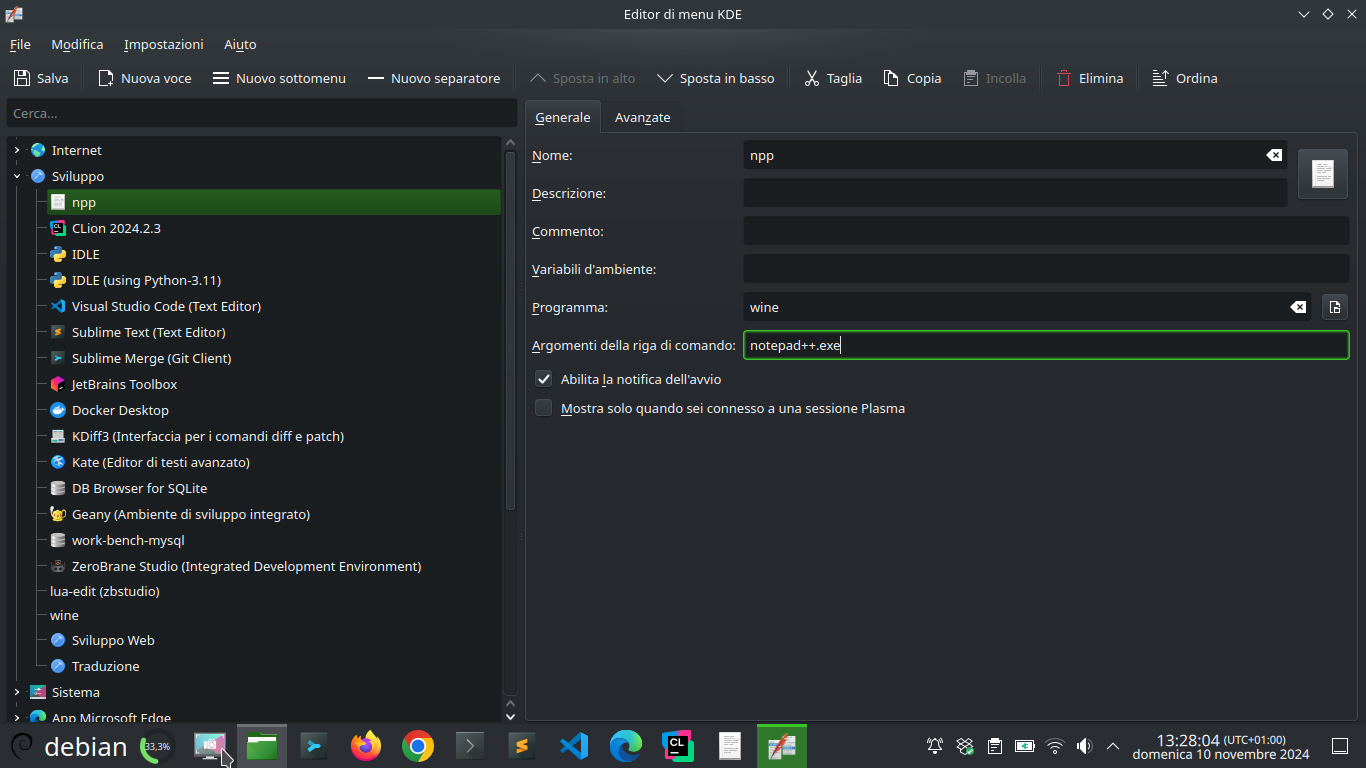 Editor di menu KDE
File Modifica Impostazioni Aiuto
Salva Nuova voce Nuovo sottomenu Nuovo separatore Sposta in alto Sposta in basso Taglia Copia Incolla Elimina Ordina
Cerca...
Internet
Sviluppo
npp
CLion 2024.2.3
IDLE
IDLE (using Python-3.11)
Visual Studio Code (Text Editor)
Sublime Text (Text Editor)
Sublime Merge (Git Client)
JetBrains Toolbox
Docker Desktop
KDiff3 (Interfaccia per i comandi diff e patch)
Kate (Editor di testi avanzato)
DB Browser for SQLite
Geany (Ambiente di sviluppo integrato)
work-bench-mysql
ZeroBrane Studio (Integrated Development Environment)
lua-edit (zbstudio)
wine
Sviluppo Web
Traduzione
Sistema
App Microsoft Edge
Generale Avanzate
Nome: npp
Descrizione:
Commento:
Variabili d'ambiente:
Programma: wine
Argomenti della riga di comando: notepad++.exe
Abilita la notifica dell'avvio
Mostra solo quando sei connesso a una sessione Plasma
debian 33,3% CL 13:28:04 (UTC+01:00)
domenica 10 novembre 2024